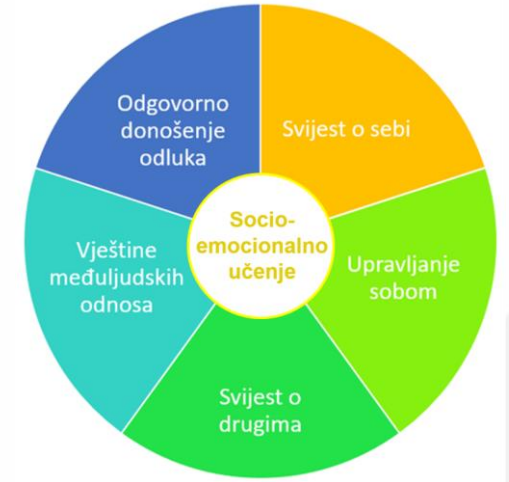 Odgovorno
donošenje
odluka
Svijest o sebi
Socio-
emocionalno
učenje
Vještine
međuljudskih
odnosa
Upravljanje
sobom
Svijest o
drugima